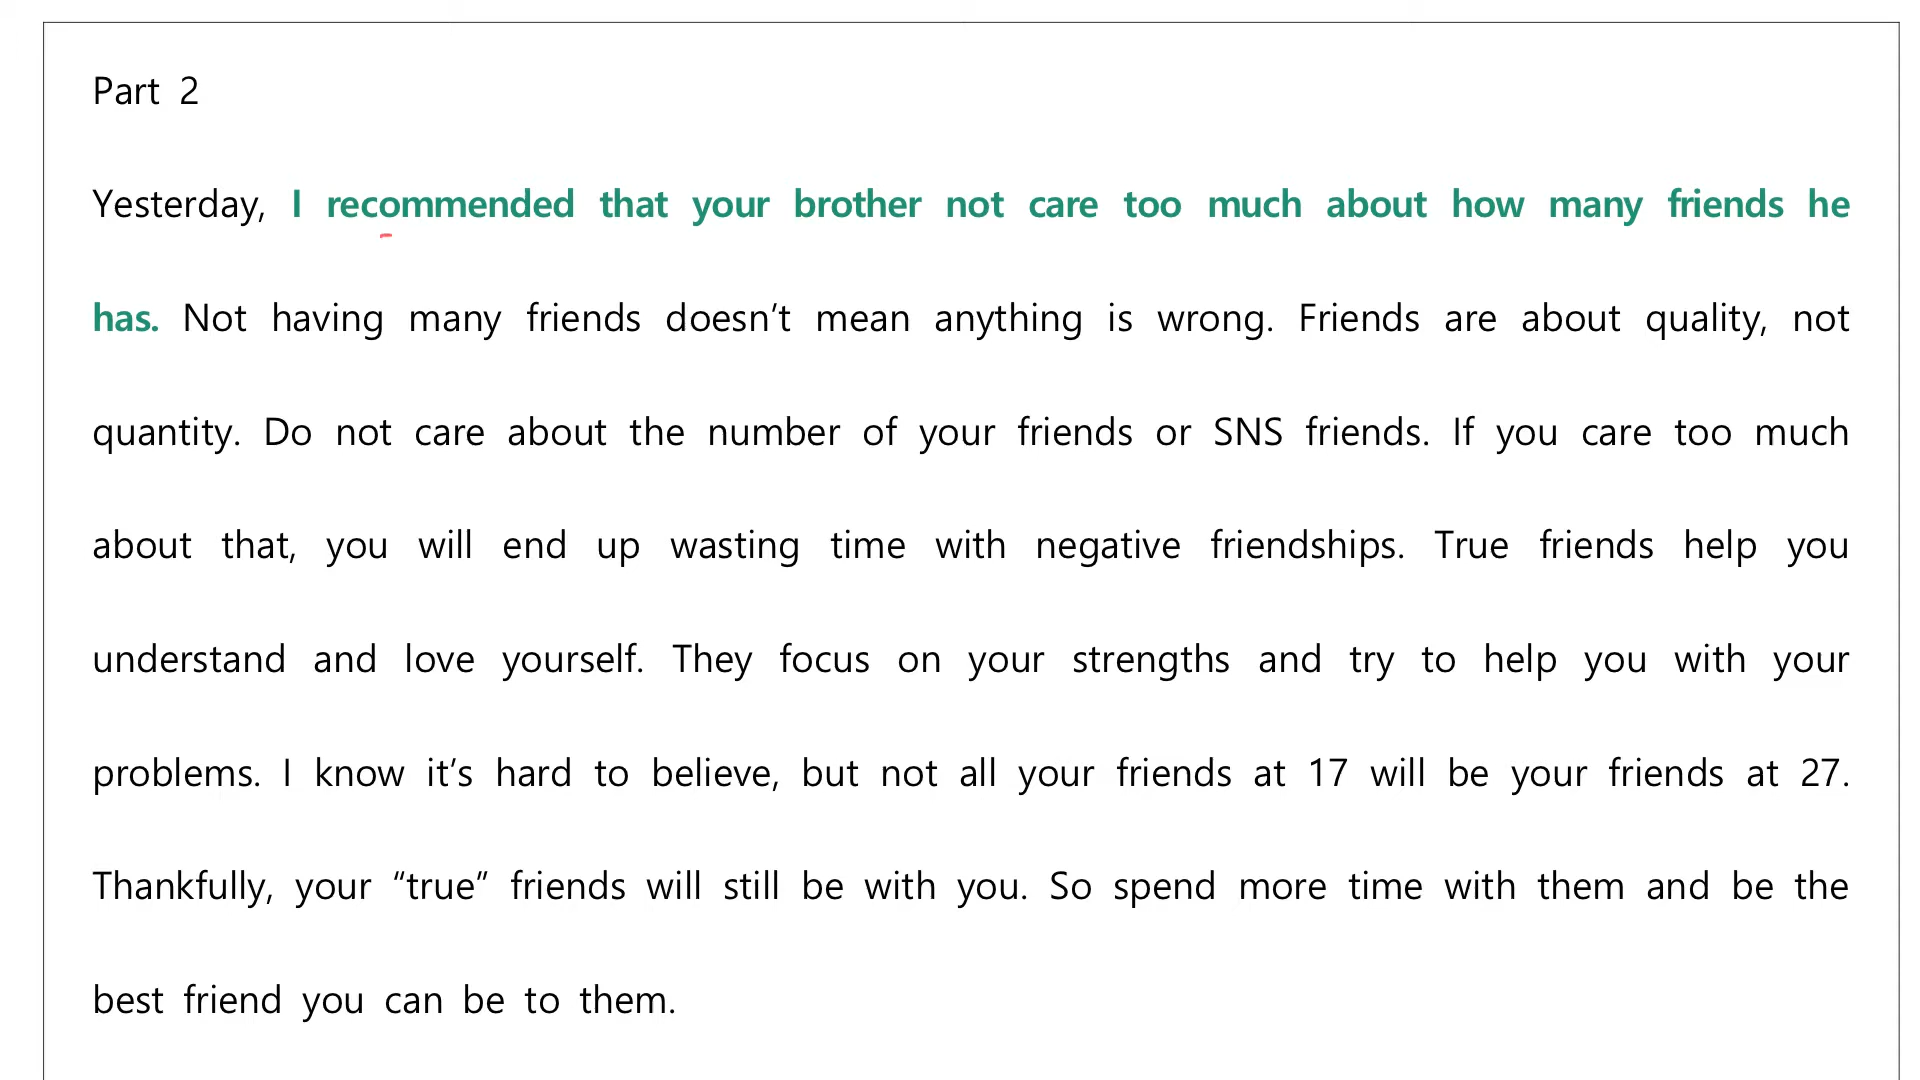 Part 2
Yesterday, I recommended that your brother not care too much about how many friends he
has. Not having many friends doesn’t mean anything is wrong. Friends are about quality, not
quantity. Do not care about the number of your friends or SNS friends. If you care too much
about that, you will end up wasting time with negative friendships. True friends help you
understand and love yourself. They focus on your strengths and try to help you with your
problems. I know it’s hard to believe, but not all your friends at 17 will be your friends at 27.
Thankfully, your “true” friends will still be with you. So spend more time with them and be the
best friend you can be to them.